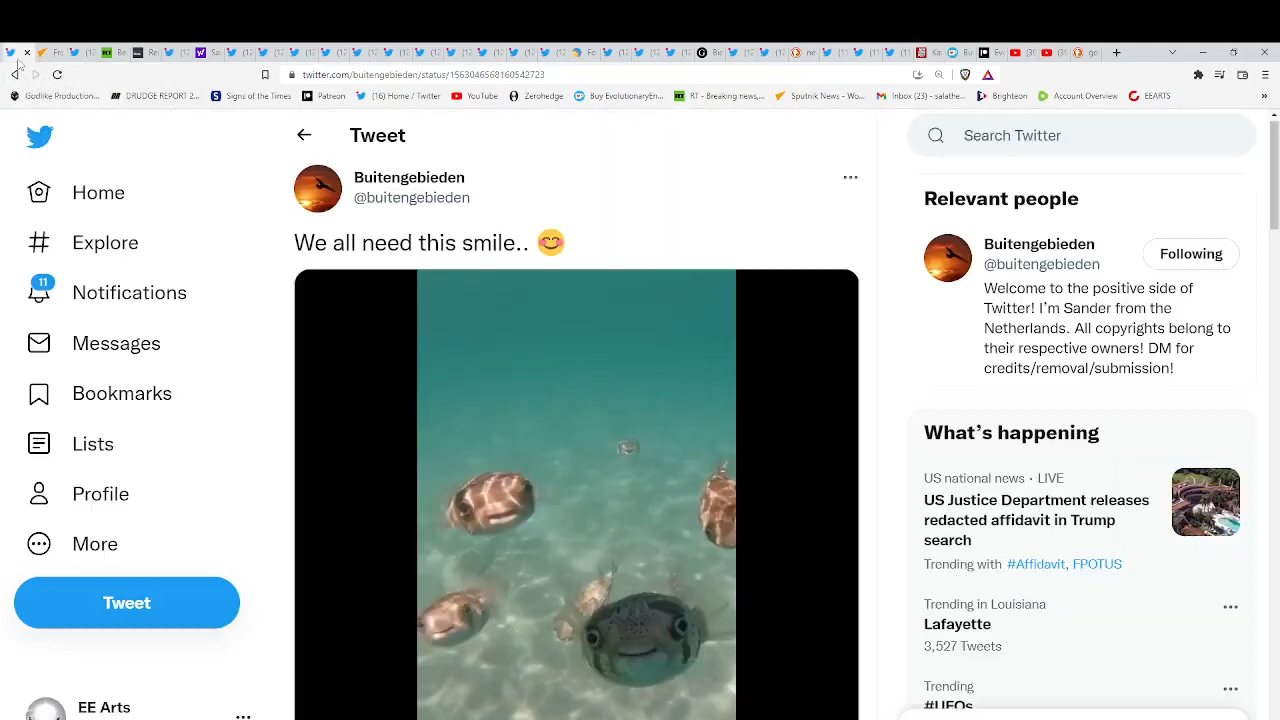 twitter.com/buitengebieden/status/1563046568160542723
Godlike Production...
DRUDGE REPORT 2...
Signs of the Times
Patreon
(16) Home / Twitter
YouTube
Zerohedge
Buy EvolutionaryEn...
RT - Breaking news,...
Sputnik News - Wo...
Inbox (23) - salathe...
Brighteon
Account Overview
EEARTS
Home
Explore
11
Notifications
Messages
Bookmarks
Lists
Profile
More
Tweet
EE Arts
Tweet
Buitengebieden
@buitengebieden
We all need this smile.. 😊
Search Twitter
Relevant people
Buitengebieden
@buitengebieden
Following
Welcome to the positive side of
Twitter! I'm Sander from the
Netherlands. All copyrights belong to
their respective owners! DM for
credits/removal/submission!
What's happening
US national news · LIVE
US Justice Department releases
redacted affidavit in Trump
search
Trending with #Affidavit, FPOTUS
Trending in Louisiana
Lafayette
3,527 Tweets
Trending
#UFOs